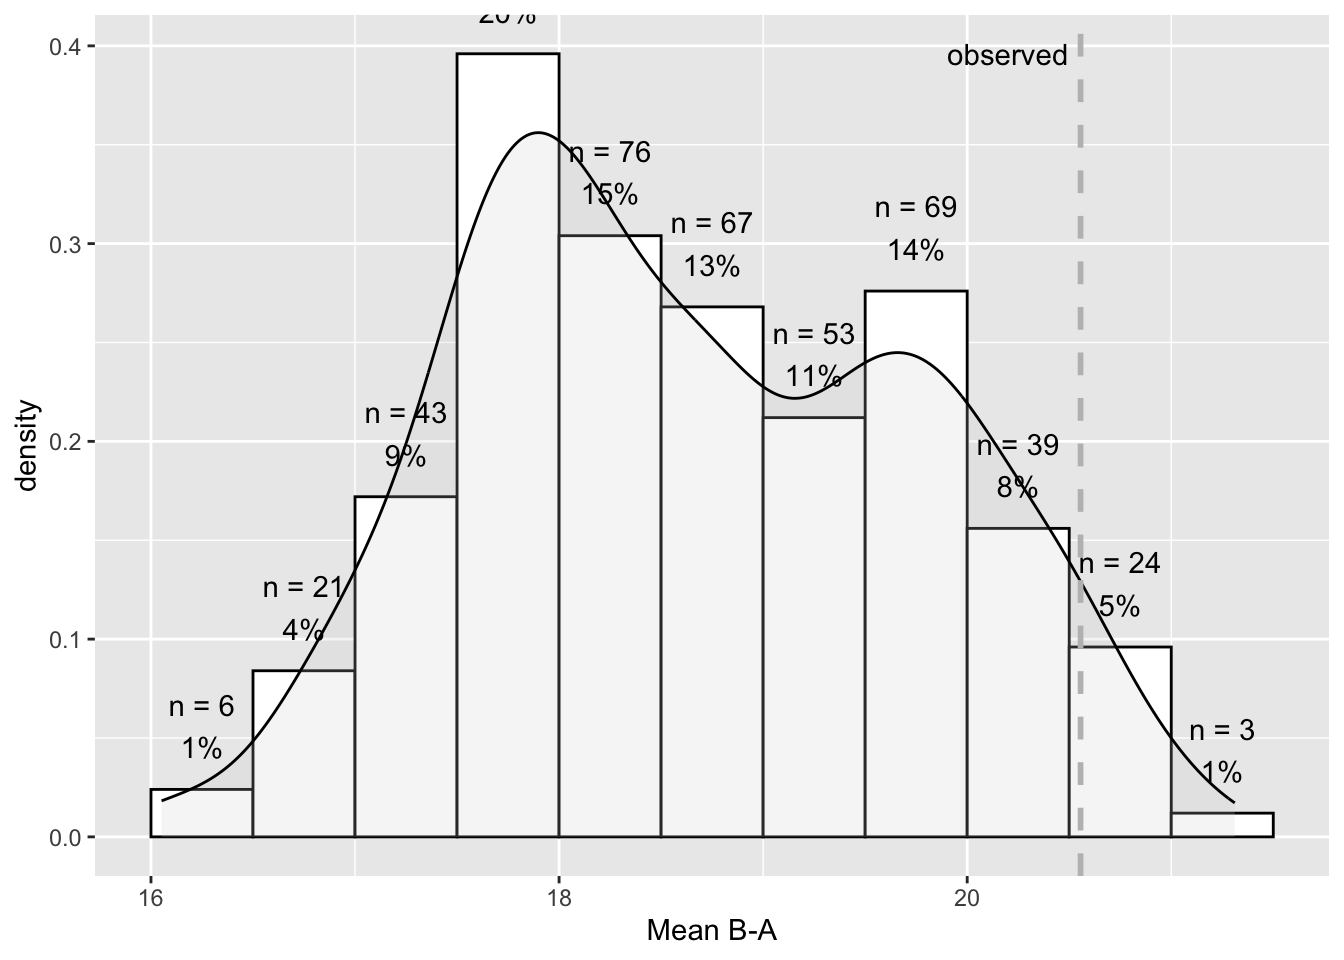 20%
observed
n = 76
15%
n = 67
13%
n = 69
14%
n = 53
11%
n = 43
9%
n = 39
8%
n = 21
4%
n = 24
5%
n = 6
1%
n = 3
1%
density
0.4
0.3
0.2
0.1
0.0
16
18
20
Mean B-A